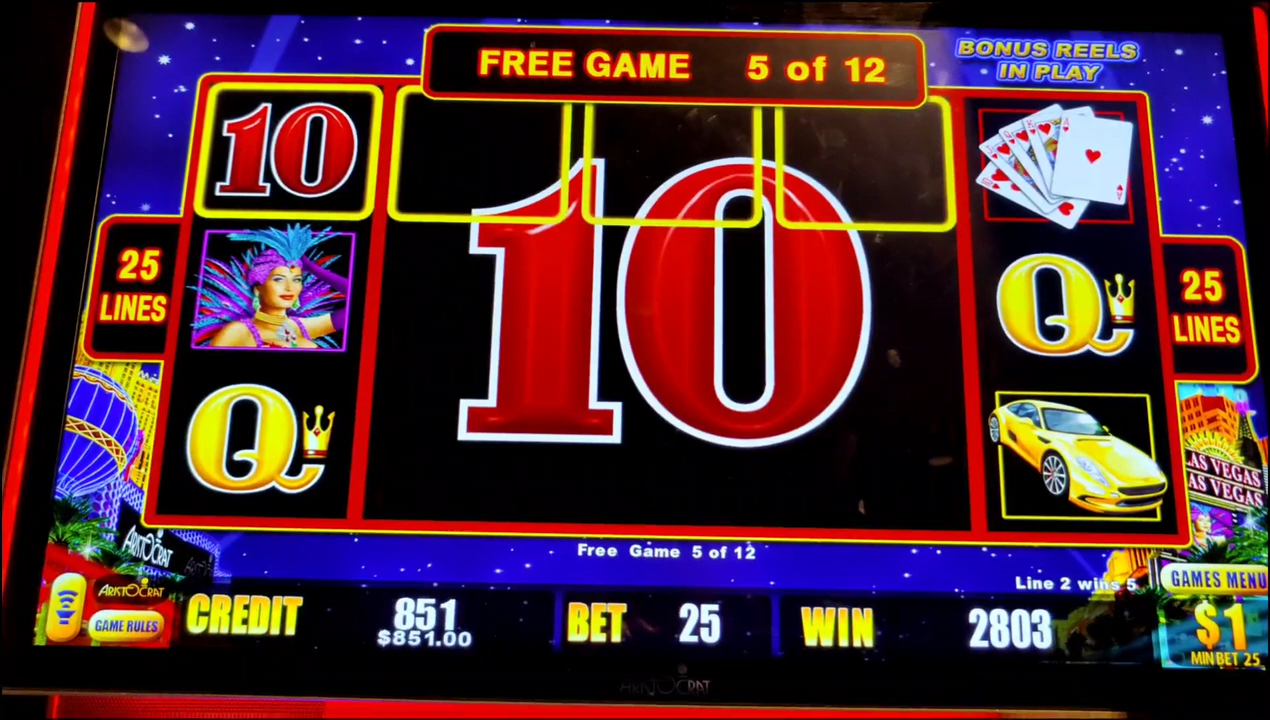 FREE GAME 5 of 12
BONUS REELS
IN PLAY
10
10
Q
Q
25
LINES
25
LINES
LAS VEGAS
LAS VEGAS
ARISTOCRAT
Free Game 5 of 12
Line 2 wins 5
GAMES MENU
ARISTOCRAT
GAME RULES
CREDIT
851
$851.00
BET 25
WIN 2803
$1
MIN BET 25
ARISTOCRAT